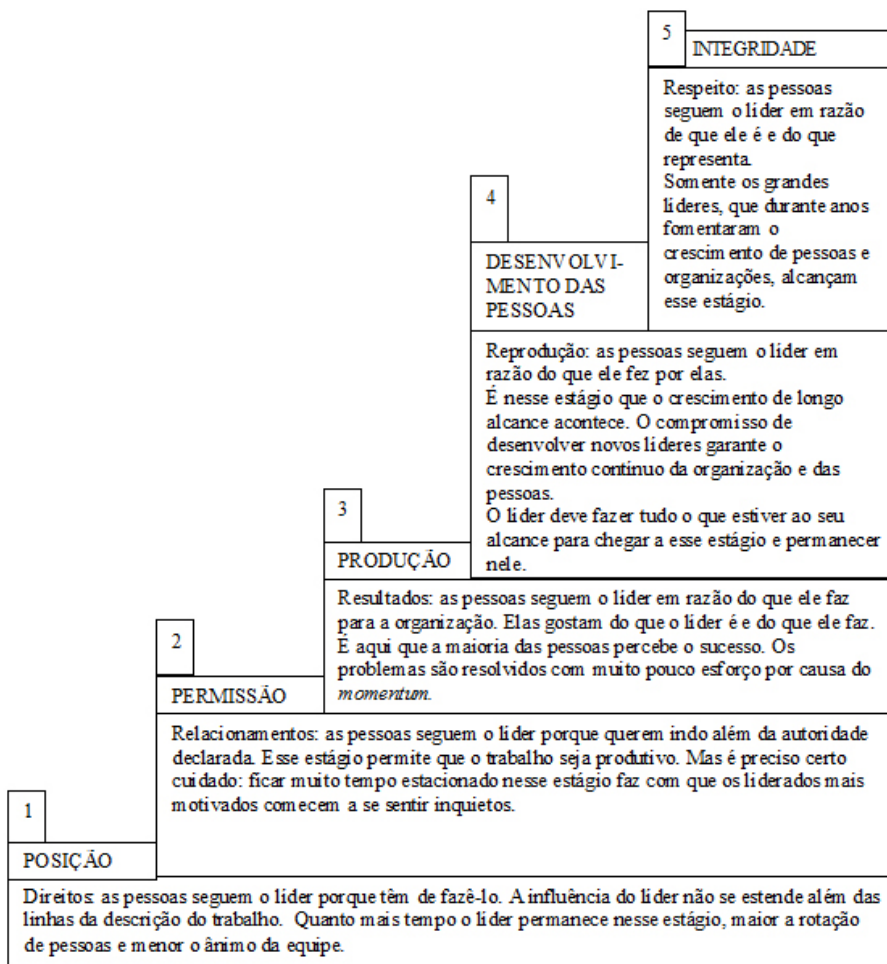 5
INTEGRIDADE
Respeito: as pessoas
seguem o líder em razão
de que ele é e do que
representa.
Somente os grandes
líderes, que durante anos
fomentaram o
crescimento de pessoas e
organizações, alcançam
esse estágio.
4
DESENVOLVI-
MENTO DAS
PESSOAS
Reprodução: as pessoas seguem o líder em
razão do que ele fez por elas.
É nesse estágio que o crescimento de longo
alcance acontece. O compromisso de
desenvolver novos líderes garante o
crescimento contínuo da organização e das
pessoas.
O líder deve fazer tudo o que estiver ao seu
alcance para chegar a esse estágio e permanecer
nele.
3
PRODUÇÃO
Resultados: as pessoas seguem o líder em razão do que ele faz
para a organização. Elas gostam do que o líder é e do que ele faz.
É aqui que a maioria das pessoas percebe o sucesso. Os
problemas são resolvidos com muito pouco esforço por causa do
momentum.
2
PERMISSÃO
Relacionamentos: as pessoas seguem o líder porque querem indo além da autoridade
declarada. Esse estágio permite que o trabalho seja produtivo. Mas é preciso certo
cuidado: ficar muito tempo estacionado nesse estágio faz com que os liderados mais
motivados comecem a se sentir inquietos.
1
POSIÇÃO
Direitos: as pessoas seguem o líder porque têm de fazê-lo. A influência do líder não se estende além das
linhas da descrição do trabalho. Quanto mais tempo o líder permanece nesse estágio, maior a rotação
de pessoas e menor o ânimo da equipe.